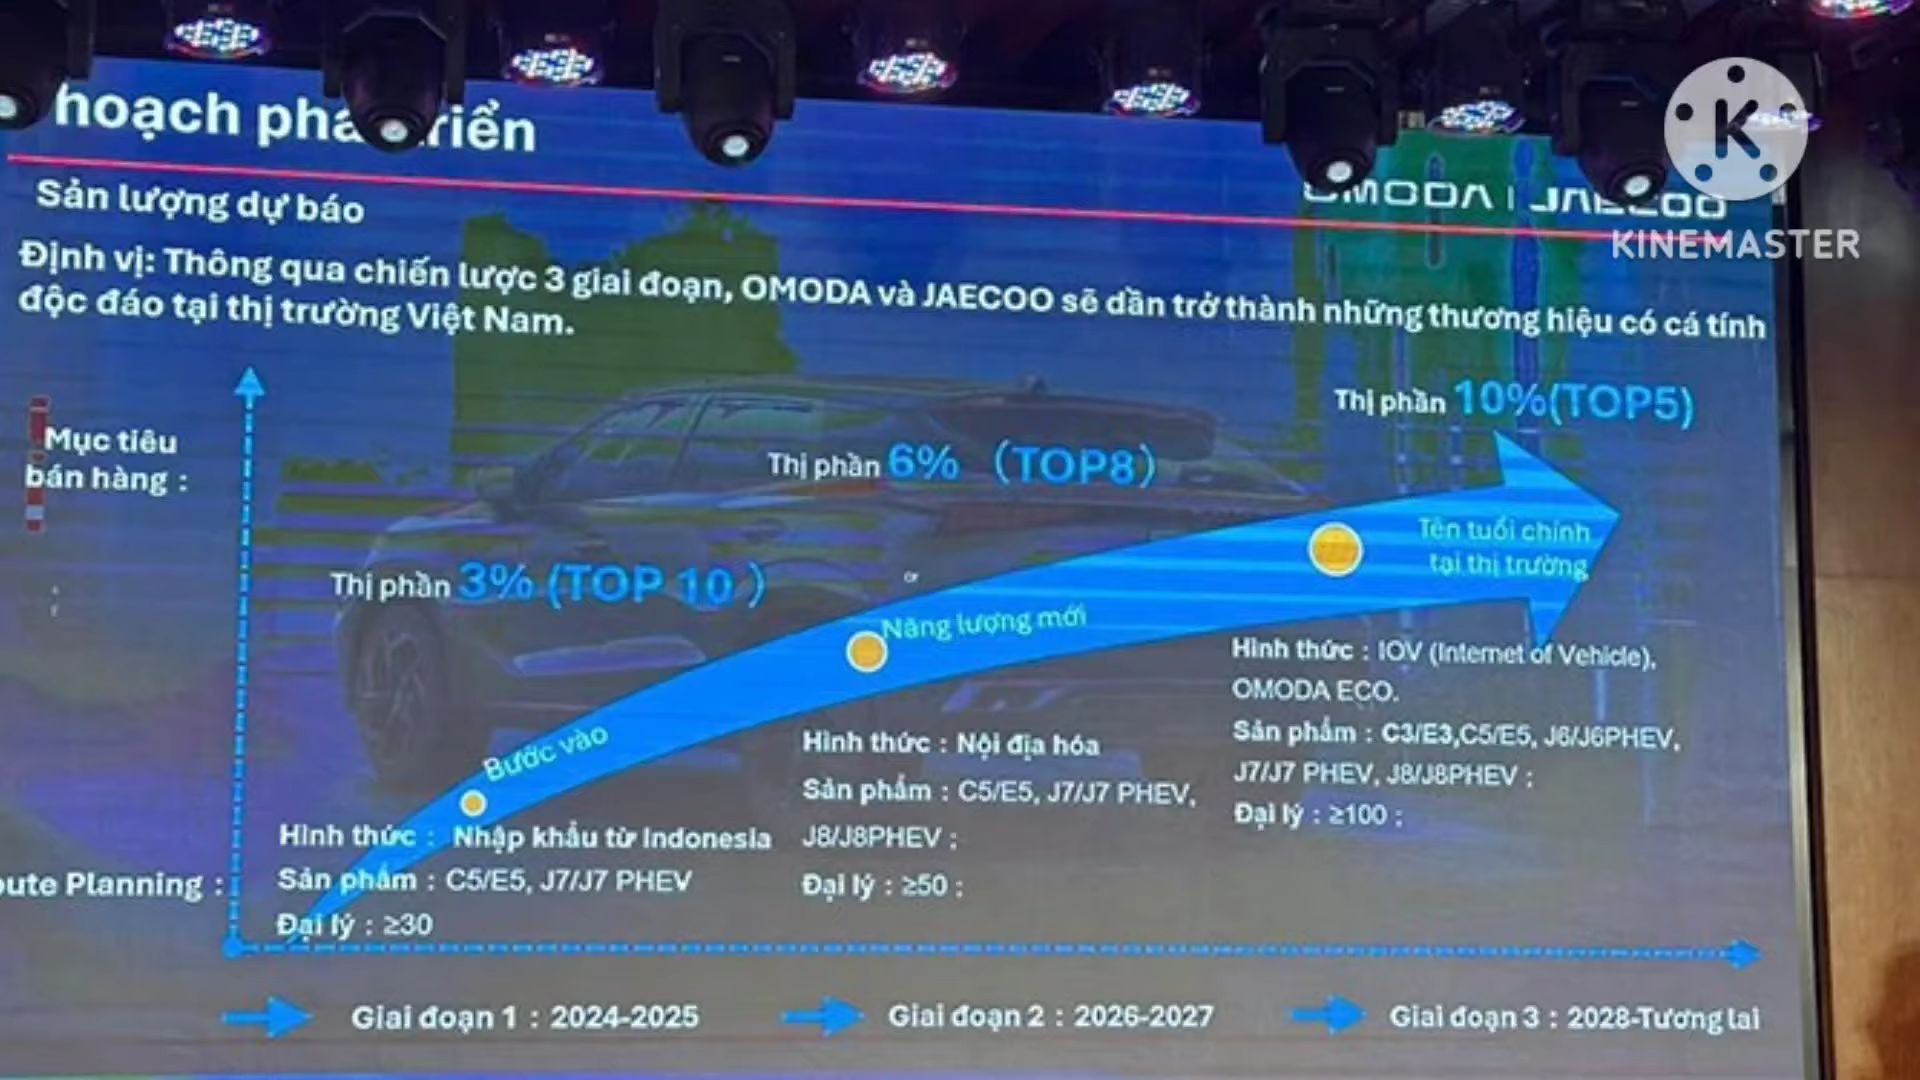 hoạch phá riển
OMODA | JAECOO
KINEMASTER
Sản lượng dự báo
Định vị: Thông qua chiến lược 3 giai đoạn, OMODA và JAECOO sẽ dần trở thành những thương hiệu có cá tính
độc đáo tại thị trường Việt Nam.
Mục tiêu
bán hàng :
Thị phần 3% (TOP 10 )
Thị phần 6% (TOP8)
Thị phần 10%(TOP5)
Bước vào
Năng lượng mới
Tên tuổi chính
tại thị trường
Hình thức : Nhập khẩu từ Indonesia
Sản phẩm : C5/E5, J7/J7 PHEV
Đại lý : ≥30
Hình thức : Nội địa hóa
Sản phẩm : C5/E5, J7/J7 PHEV,
J8/J8PHEV ;
Đại lý : ≥50 ;
Hình thức : IOV (Internet of Vehicle),
OMODA ECO.
Sản phẩm : C3/E3,C5/E5, J6/J6PHEV,
J7/J7 PHEV, J8/J8PHEV ;
Đại lý : ≥100 ;
oute Planning :
Giai đoạn 1 : 2024-2025
Giai đoạn 2 : 2026-2027
Giai đoạn 3 : 2028-Tương lai